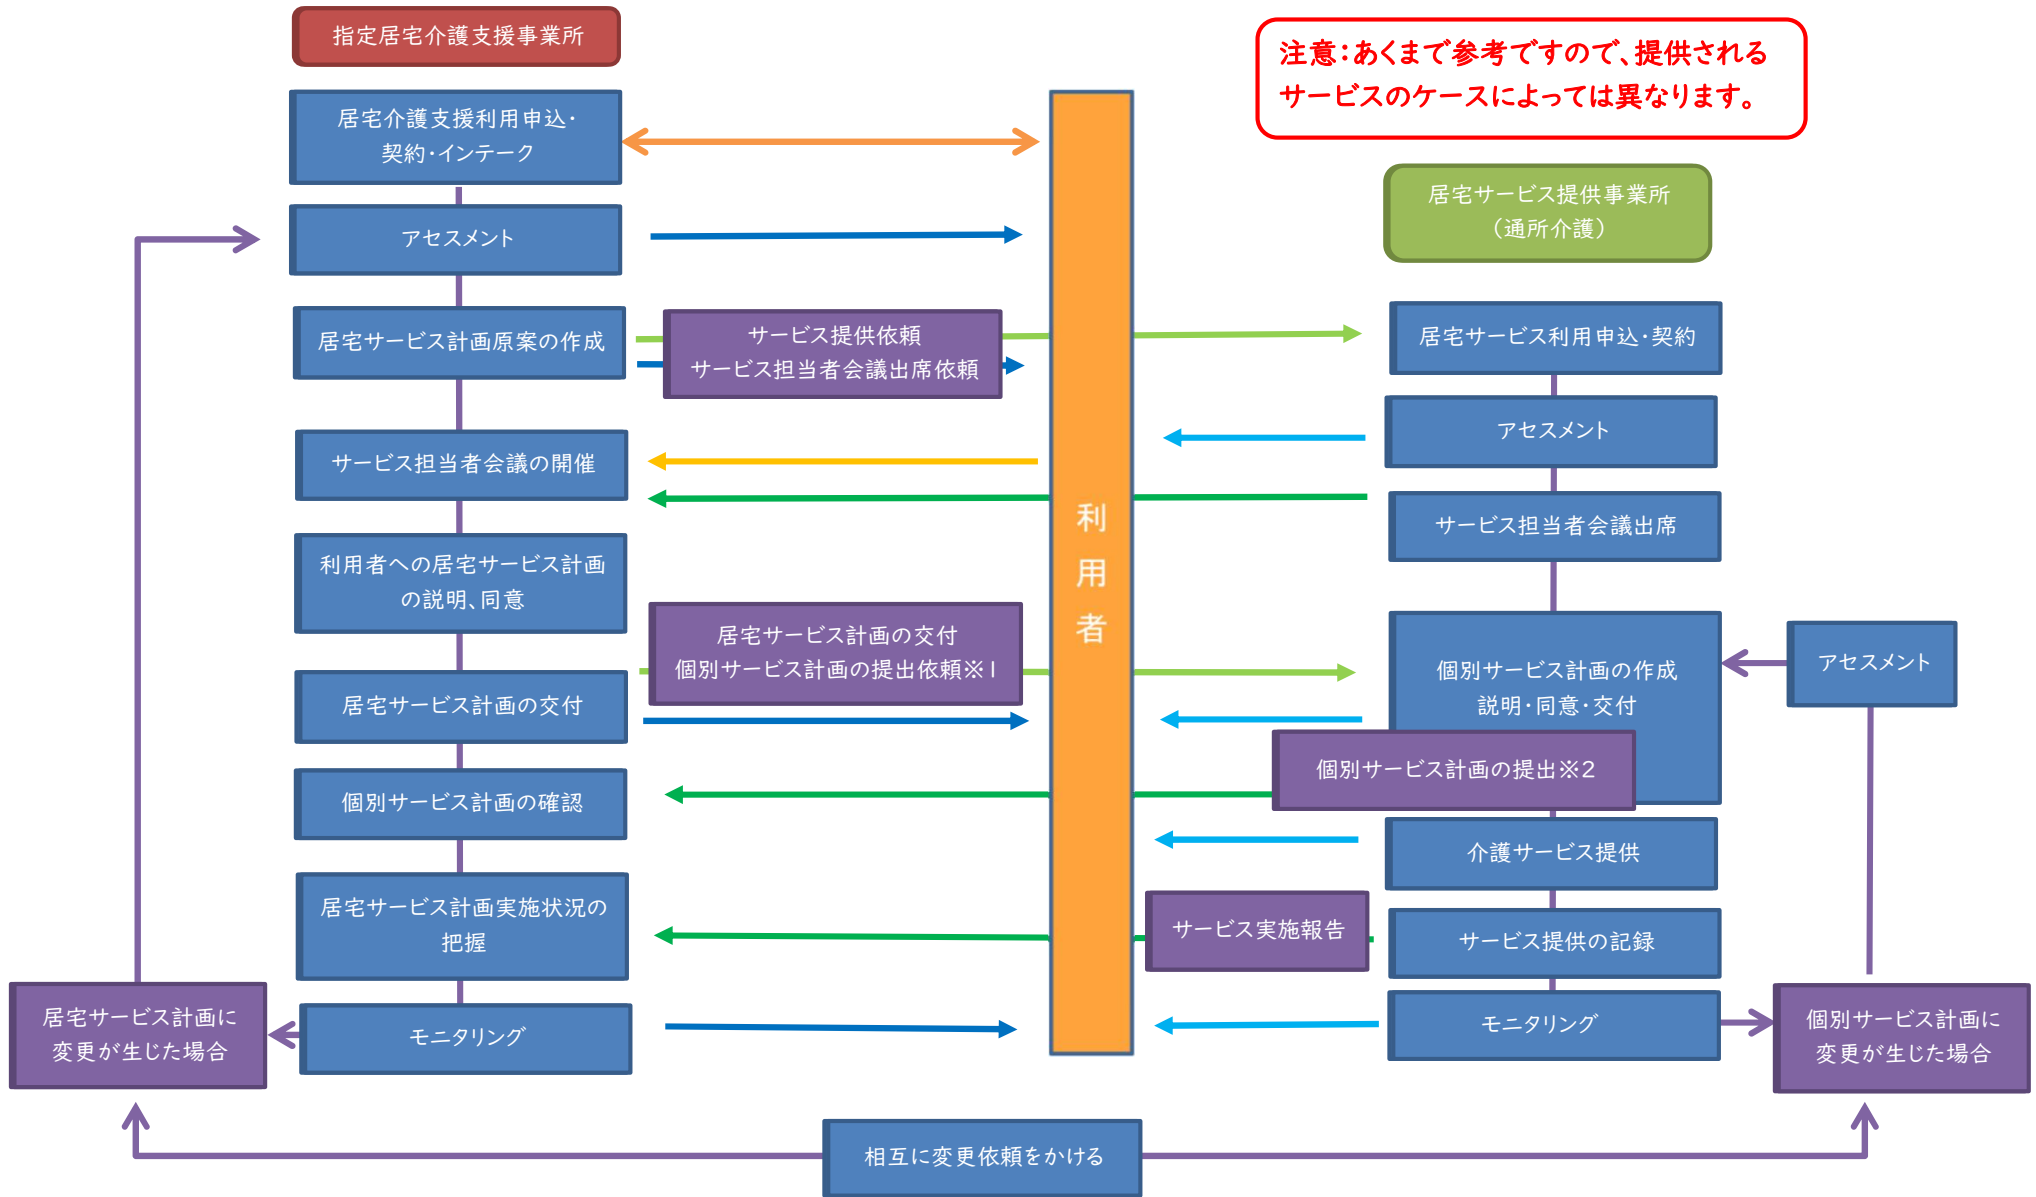 指定居宅介護支援事業所
注意：あくまで参考ですので、提供される
サービスのケースによっては異なります。
居宅介護支援利用申込・
契約・インテーク
アセスメント
居宅サービス計画原案の作成
サービス担当者会議の開催
利用者への居宅サービス計画
の説明、同意
居宅サービス計画の交付
個別サービス計画の確認
居宅サービス計画実施状況の
把握
モニタリング
居宅サービス計画に
変更が生じた場合
サービス提供依頼
サービス担当者会議出席依頼
居宅サービス計画の交付
個別サービス計画の提出依頼※1
利
用
者
居宅サービス提供事業所
（通所介護）
居宅サービス利用申込・契約
アセスメント
サービス担当者会議出席
個別サービス計画の作成
説明・同意・交付
アセスメント
個別サービス計画の提出※2
介護サービス提供
サービス実施報告
サービス提供の記録
モニタリング
個別サービス計画に
変更が生じた場合
相互に変更依頼をかける